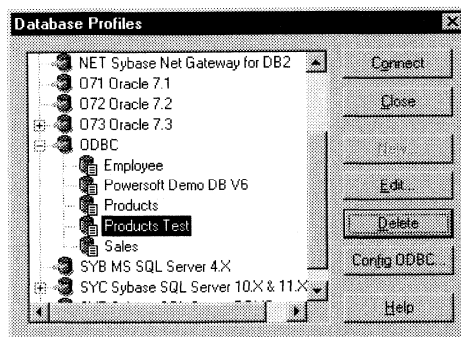 Database Profiles
NET Sybase Net Gateway for DB2
O71 Oracle 7.1
O72 Oracle 7.2
O73 Oracle 7.3
ODBC
Employee
Powersoft Demo DB V6
Products
Products Test
Sales
SYB MS SQL Server 4.X
SYC Sybase SQL Server 10.X & 11.X
Connect
Close
New...
Edit...
Delete
Config ODBC...
Help